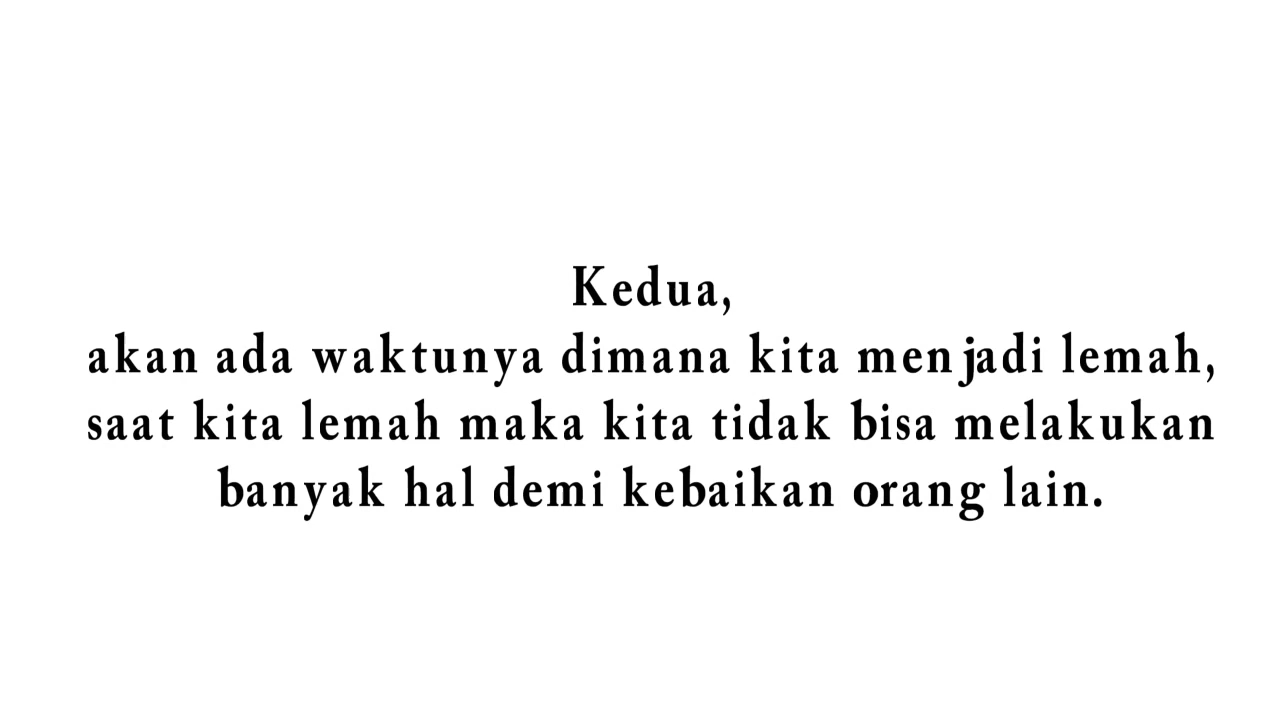 Kedua,
akan ada waktunya dimana kita menjadi lemah,
saat kita lemah maka kita tidak bisa melakukan
banyak hal demi kebaikan orang lain.